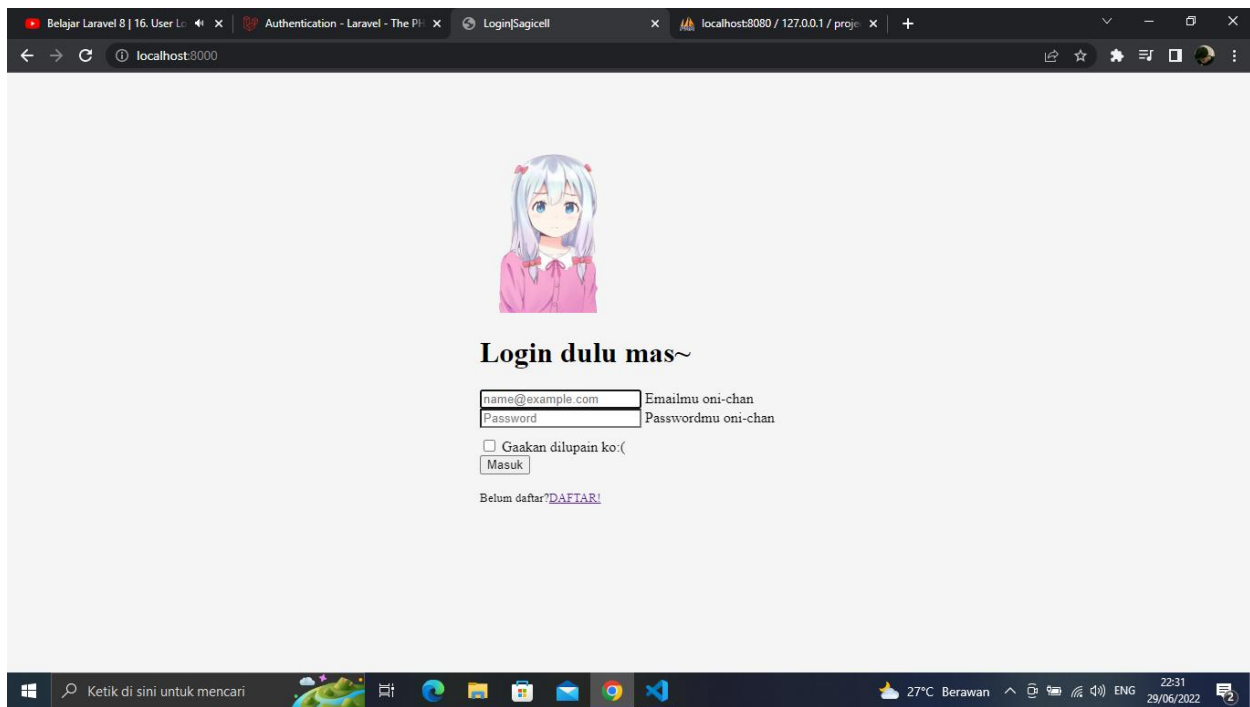 Belajar Laravel 8 | 16. User Lo
Authentication - Laravel - The PH
Login|Sagicell
localhost:8080 / 127.0.0.1 / proje
localhost:8000
Login dulu mas~
name@example.com Emailmu oni-chan
Password Passwordmu oni-chan
Gaakan dilupain ko:(
Masuk
Belum daftar?DAFTAR!
Ketik di sini untuk mencari
27°C Berawan
ENG
22:31
29/06/2022
2